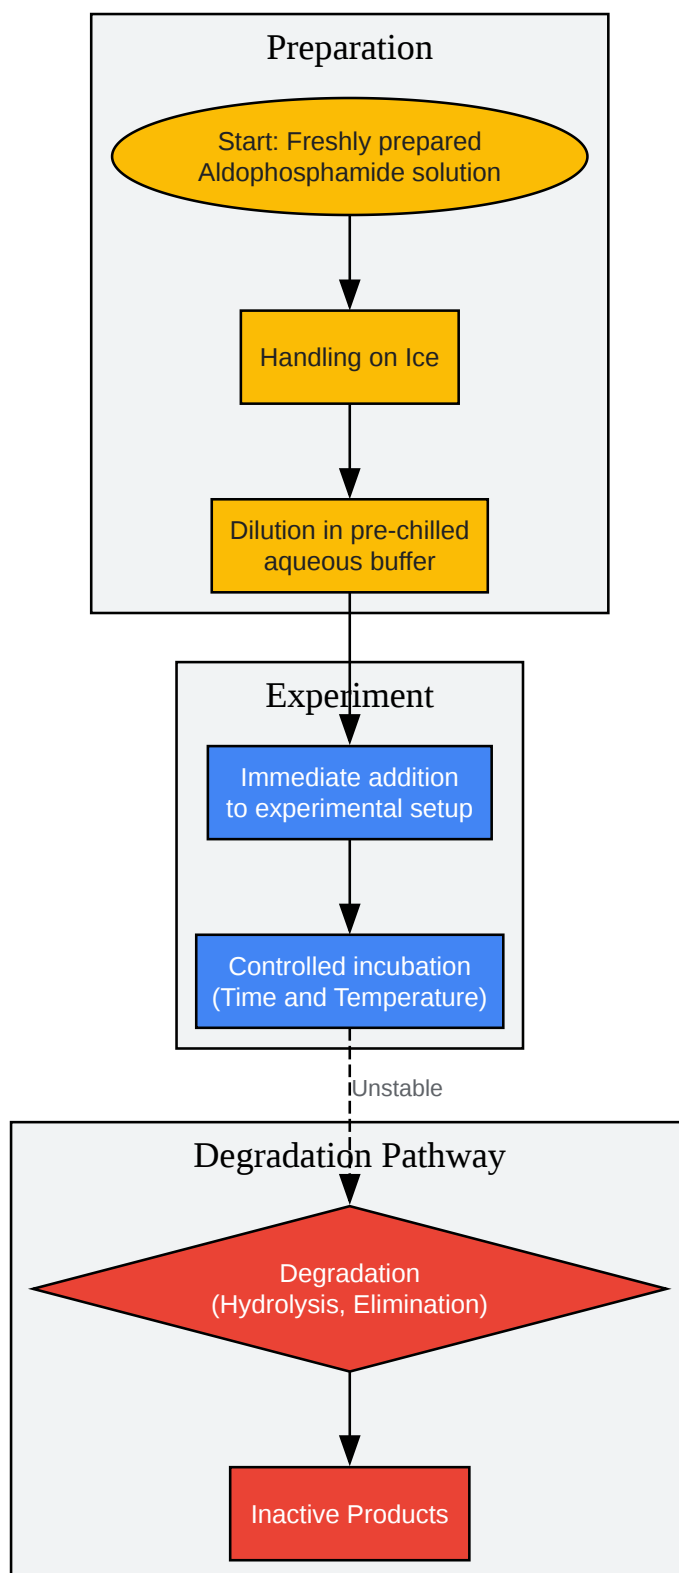 Preparation
Start: Freshly prepared
Aldophosphamide solution
Handling on Ice
Dilution in pre-chilled
aqueous buffer
Experiment
Immediate addition
to experimental setup
Controlled incubation
(Time and Temperature)
Unstable
Degradation Pathway
Degradation
(Hydrolysis, Elimination)
Inactive Products